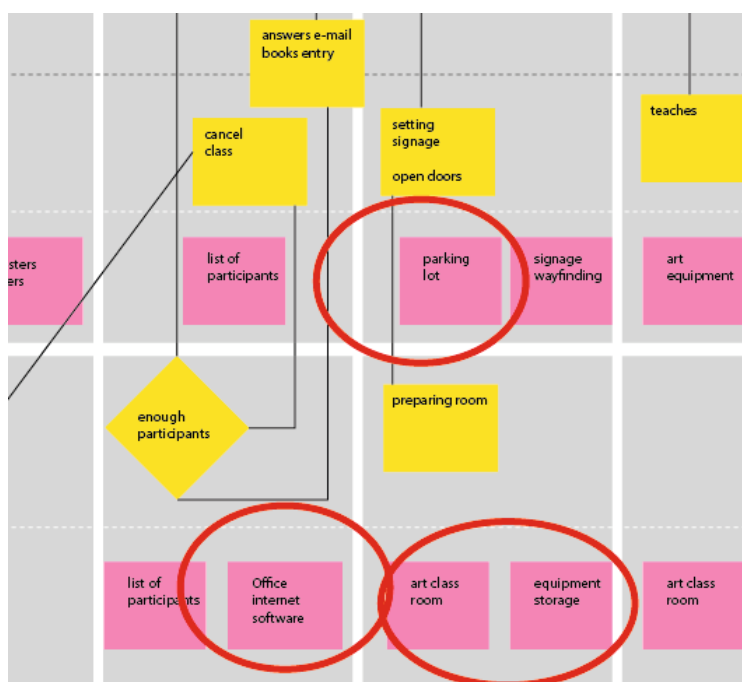 answers e-mail
books entry
cancel
class
setting
signage
open doors
teaches
sters
ers
list of
participants
parking
lot
signage
wayfinding
art
equipment
enough
participants
preparing room
list of
participants
Office
internet
software
art class
room
equipment
storage
art class
room